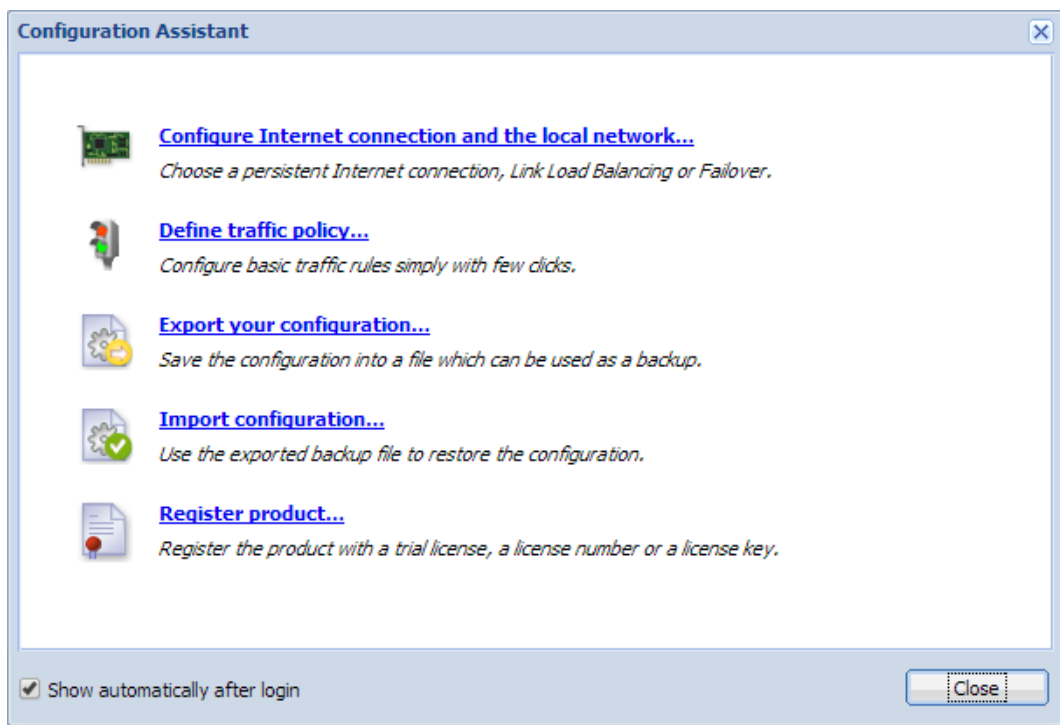 Configuration Assistant
Configure Internet connection and the local network...
Choose a persistent Internet connection, Link Load Balancing or Failover.
Define traffic policy...
Configure basic traffic rules simply with few clicks.
Export your configuration...
Save the configuration into a file which can be used as a backup.
Import configuration...
Use the exported backup file to restore the configuration.
Register product...
Register the product with a trial license, a license number or a license key.
Show automatically after login
Close